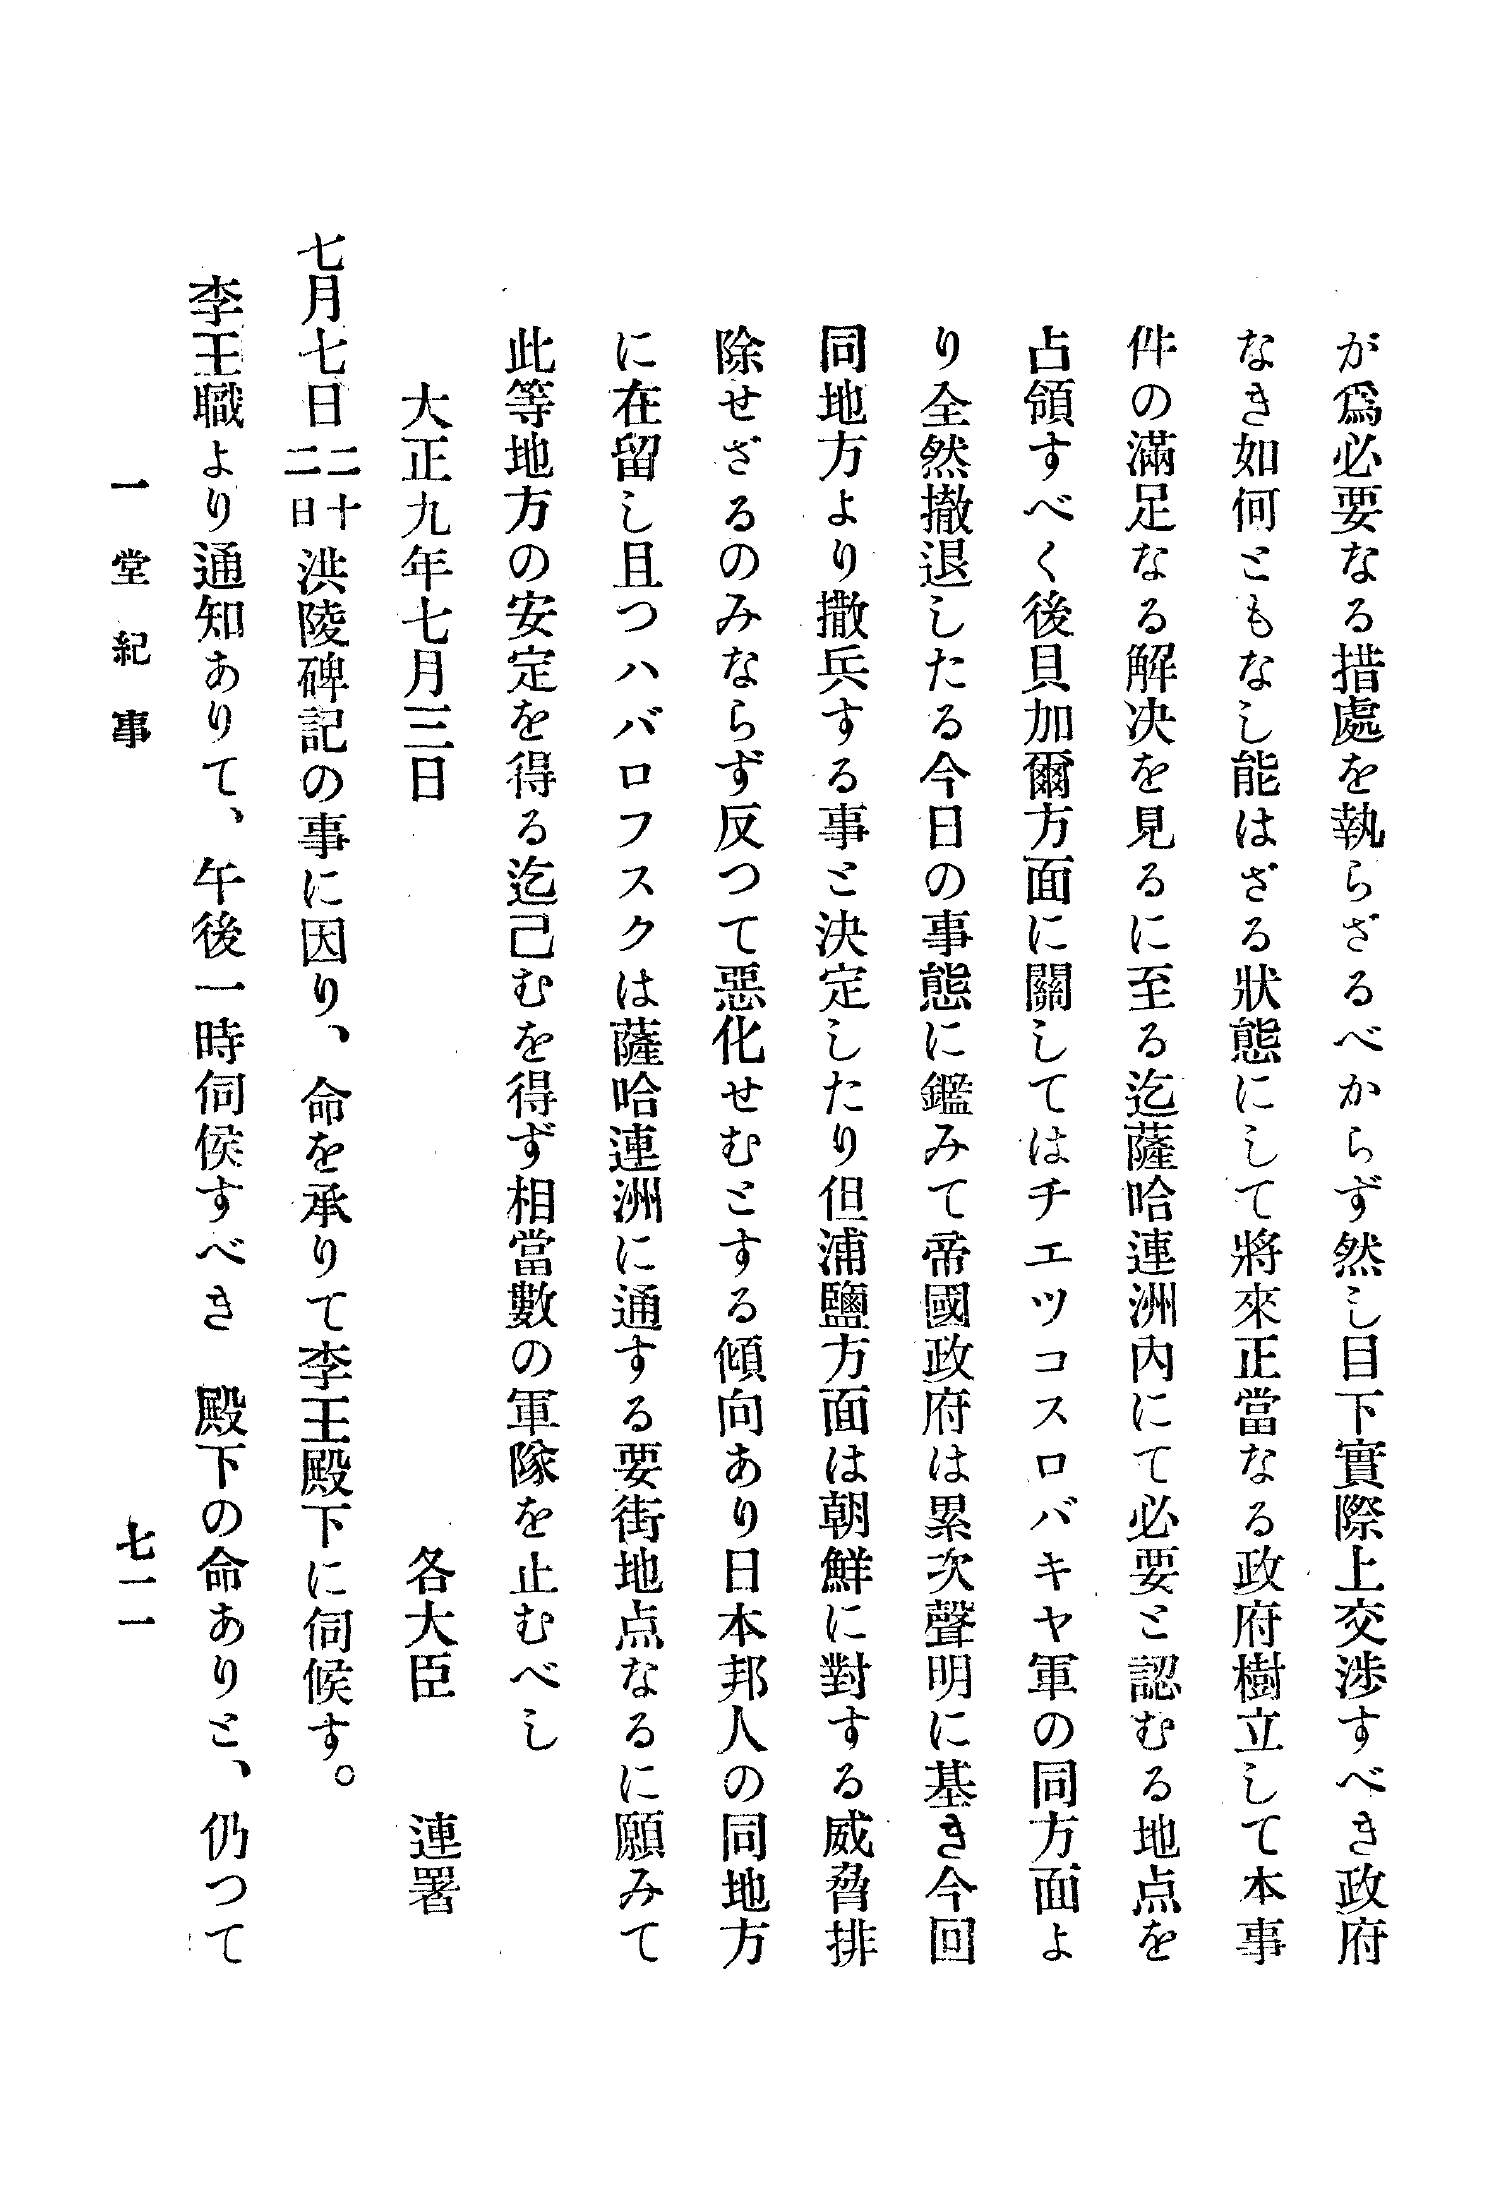 が爲必要なる措處を執らざるべからず然し目下實際上交渉すべき政府
なき如何ともなし能はざる狀態にして將來正當なる政府樹立して本事
件の滿足なる解决を見るに至る迄薩哈連洲内にて必要と認むる地点を
占領すべく後貝加爾方面に關してはチエツコスロバキヤ軍の同方面よ
り全然撤退したる今日の事態に鑑みて帝國政府は累次聲明に基き今回
同地方より撒兵する事と決定したり但浦鹽方面は朝鮮に對する威脅排
除せざるのみならず反つて惡化せむとする傾向あり日本邦人の同地方
に在留し且つハバロフスクは薩哈連洲に通する要街地点なるに願みて
此等地方の安定を得る迄己むを得ず相當數の軍隊を止むべし
大正九年七月三日 各大臣 連署
七月七日二十二日洪陵碑記の事に因り、命を承りて李王殿下に伺候す。
李王職より通知ありて、午後一時伺侯すべき 殿下の命ありと、仍つて
一堂紀事 七一一